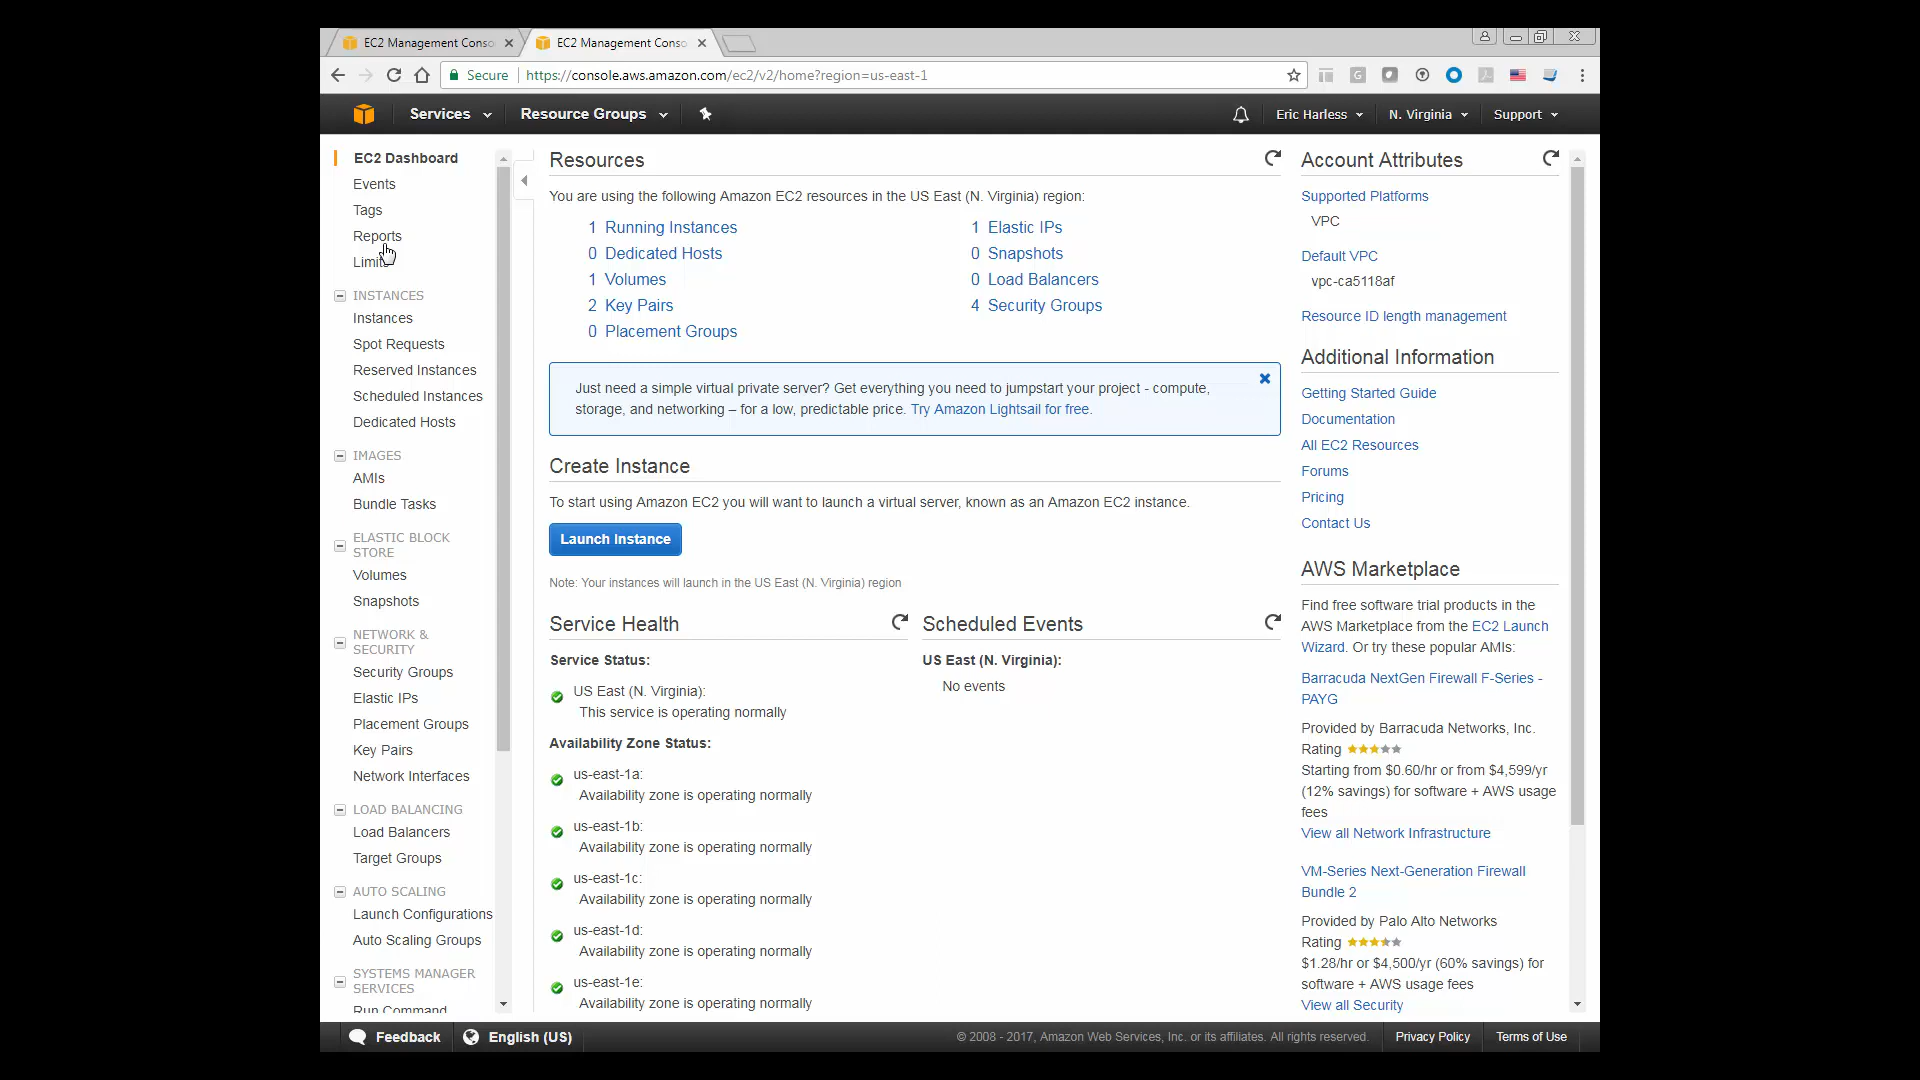 EC2 Management Conso
EC2 Management Conso
Secure https://console.aws.amazon.com/ec2/v2/home?region=us-east-1
Services
Resource Groups
Eric Harless
N. Virginia
Support
EC2 Dashboard
Events
Tags
Reports
Limits
INSTANCES
Instances
Spot Requests
Reserved Instances
Scheduled Instances
Dedicated Hosts
IMAGES
AMIs
Bundle Tasks
ELASTIC BLOCK
STORE
Volumes
Snapshots
NETWORK &
SECURITY
Security Groups
Elastic IPs
Placement Groups
Key Pairs
Network Interfaces
LOAD BALANCING
Load Balancers
Target Groups
AUTO SCALING
Launch Configurations
Auto Scaling Groups
SYSTEMS MANAGER
SERVICES
Run Command
Resources
You are using the following Amazon EC2 resources in the US East (N. Virginia) region:
1 Running Instances
0 Dedicated Hosts
1 Volumes
2 Key Pairs
0 Placement Groups
1 Elastic IPs
0 Snapshots
0 Load Balancers
4 Security Groups
Just need a simple virtual private server? Get everything you need to jumpstart your project - compute,
storage, and networking – for a low, predictable price. Try Amazon Lightsail for free.
Create Instance
To start using Amazon EC2 you will want to launch a virtual server, known as an Amazon EC2 instance.
Launch Instance
Note: Your instances will launch in the US East (N. Virginia) region
Service Health
Service Status:
US East (N. Virginia):
This service is operating normally
Availability Zone Status:
us-east-1a:
Availability zone is operating normally
us-east-1b:
Availability zone is operating normally
us-east-1c:
Availability zone is operating normally
us-east-1d:
Availability zone is operating normally
us-east-1e:
Availability zone is operating normally
Scheduled Events
US East (N. Virginia):
No events
Account Attributes
Supported Platforms
VPC
Default VPC
vpc-ca5118af
Resource ID length management
Additional Information
Getting Started Guide
Documentation
All EC2 Resources
Forums
Pricing
Contact Us
AWS Marketplace
Find free software trial products in the
AWS Marketplace from the EC2 Launch
Wizard. Or try these popular AMIs:
Barracuda NextGen Firewall F-Series -
PAYG
Provided by Barracuda Networks, Inc.
Rating
Starting from $0.60/hr or from $4,599/yr
(12% savings) for software + AWS usage
fees
View all Network Infrastructure
VM-Series Next-Generation Firewall
Bundle 2
Provided by Palo Alto Networks
Rating
$1.28/hr or $4,500/yr (60% savings) for
software + AWS usage fees
View all Security
Feedback
English (US)
© 2008 - 2017, Amazon Web Services, Inc. or its affiliates. All rights reserved.
Privacy Policy
Terms of Use